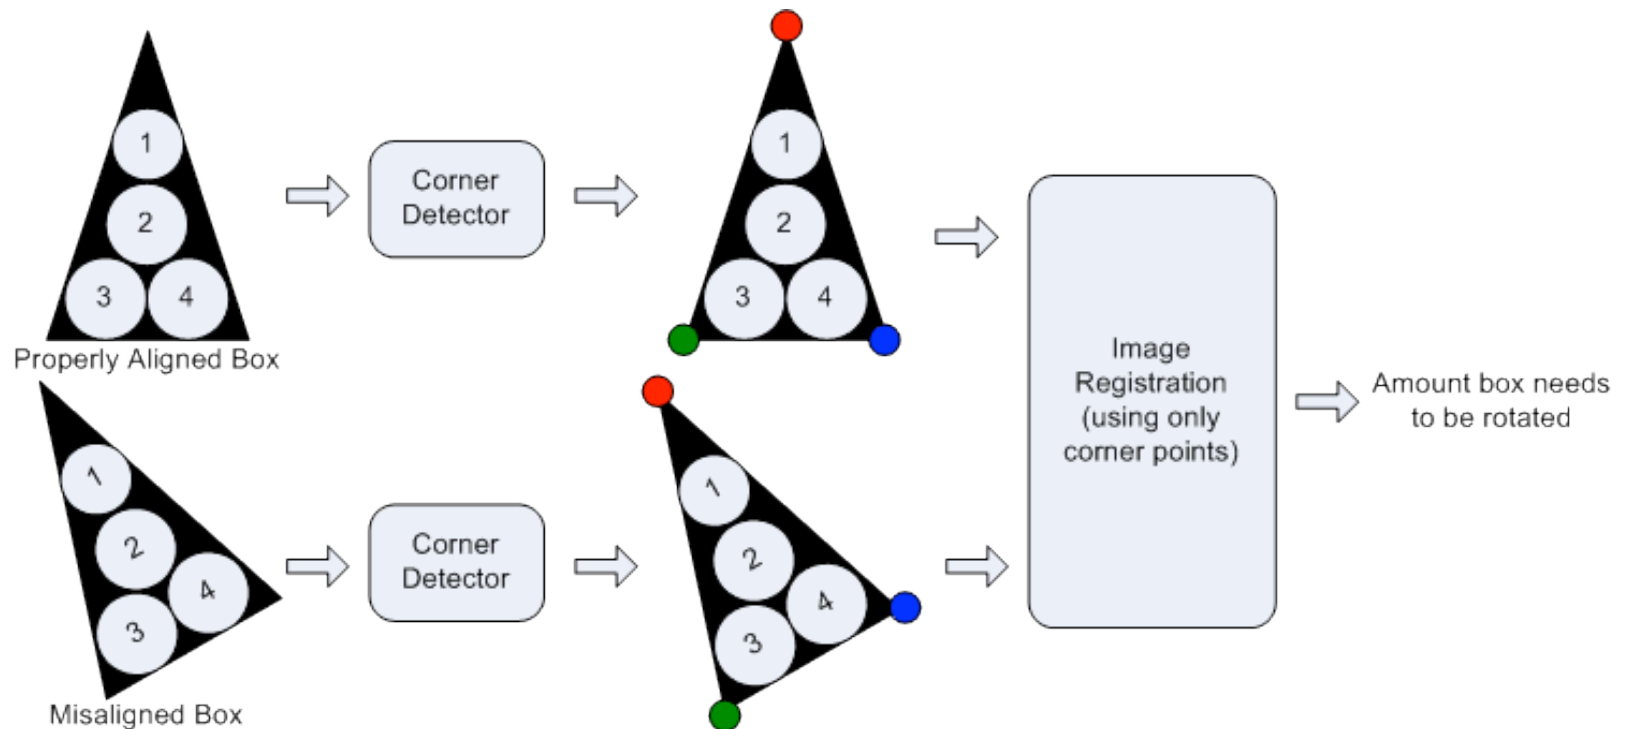 1
2
3 4
Properly Aligned Box
Corner
Detector
1
2
3 4
1
2
4
3
Misaligned Box
Corner
Detector
1
2
4
3
Image
Registration
(using only
corner points)
Amount box needs
to be rotated